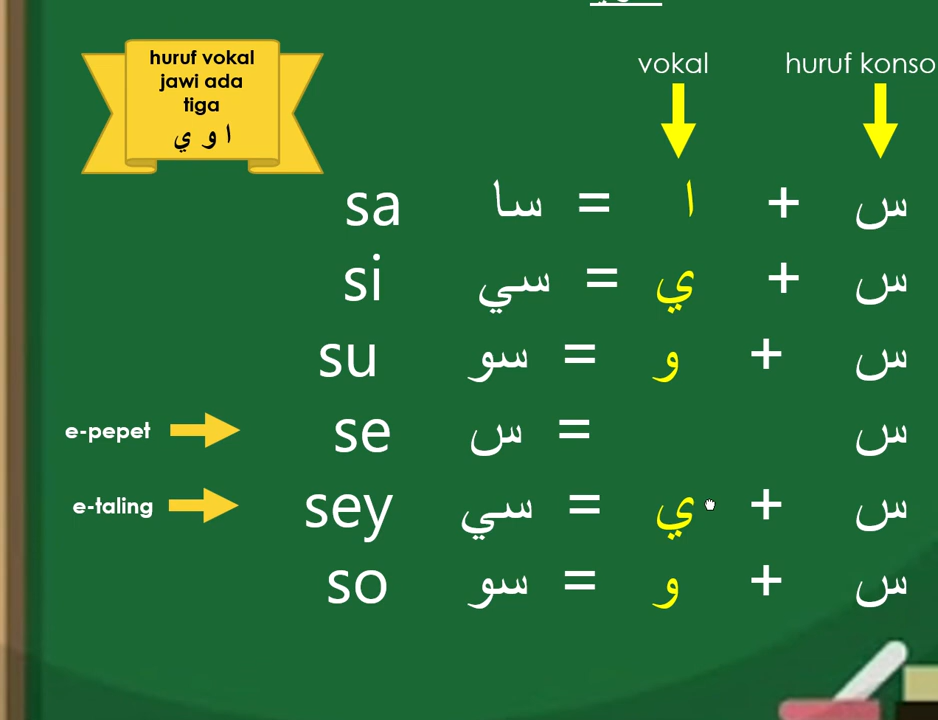 huruf vokal
jawi ada
tiga
ا و ي
vokal
huruf konso
س + ا = سا sa
س + ي = سي si
س + و = سو su
س = س se
e-pepet
س + ي = سي sey
e-taling
س + و = سو so